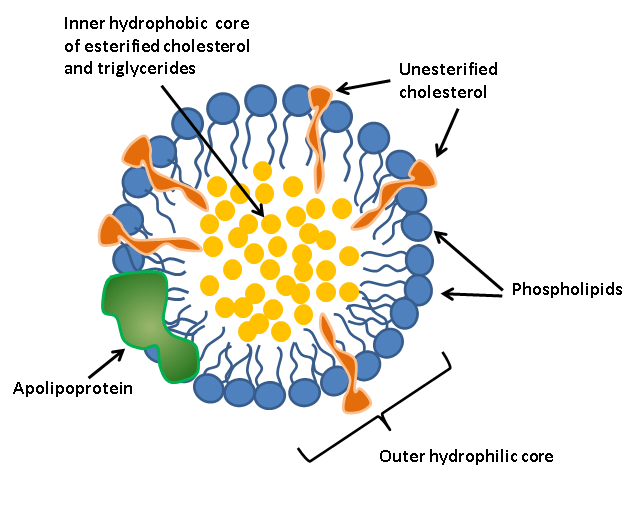 Inner hydrophobic core
of esterified cholesterol
and triglycerides
Unesterified
cholesterol
Phospholipids
Apolipoprotein
Outer hydrophilic core